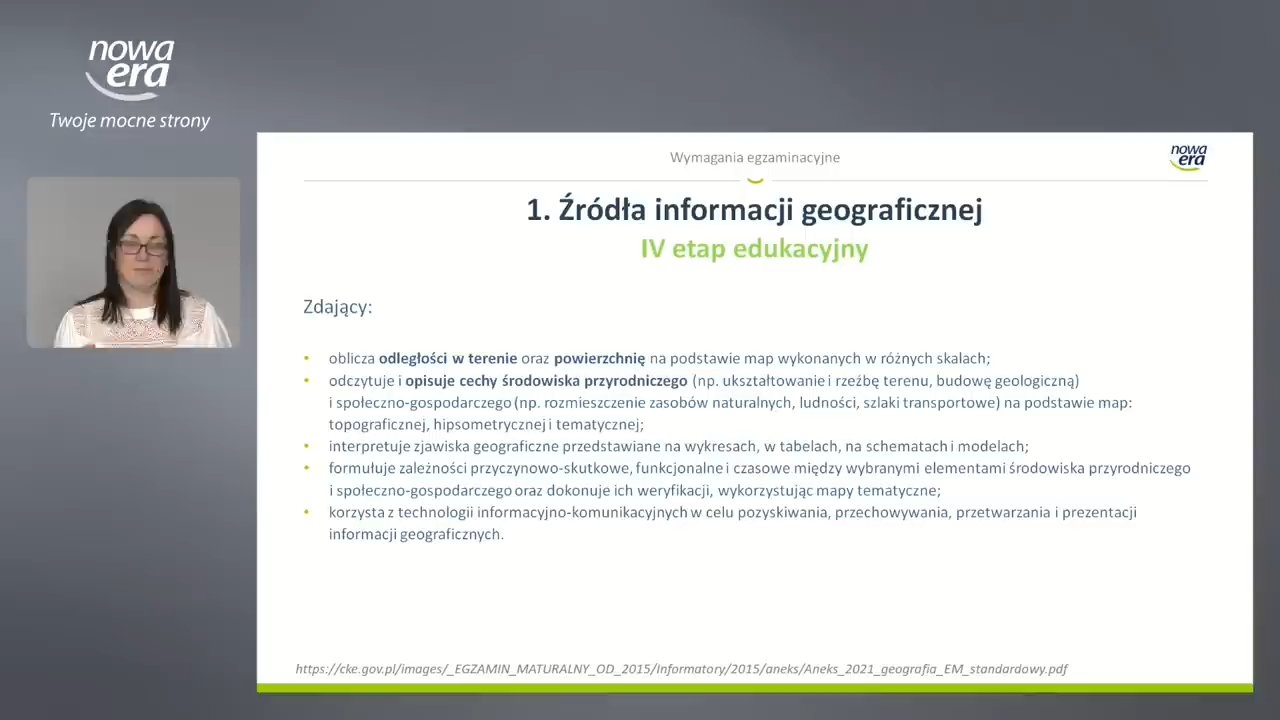 nowa
era
Twoje mocne strony
Wymagania egzaminacyjne
nowa
era
1. Źródła informacji geograficznej
IV etap edukacyjny
Zdający:
• oblicza odległości w terenie oraz powierzchnię na podstawie map wykonanych w różnych skalach;
• odczytuje i opisuje cechy środowiska przyrodniczego (np. ukształtowanie i rzeźbę terenu, budowę geologiczną)
i społeczno-gospodarczego (np. rozmieszczenie zasobów naturalnych, ludności, szlaki transportowe) na podstawie map:
topograficznej, hipsometrycznej i tematycznej;
• interpretuje zjawiska geograficzne przedstawiane na wykresach, w tabelach, na schematach i modelach;
• formułuje zależności przyczynowo-skutkowe, funkcjonalne i czasowe między wybranymi elementami środowiska przyrodniczego
i społeczno-gospodarczego oraz dokonuje ich weryfikacji, wykorzystując mapy tematyczne;
• korzysta z technologii informacyjno-komunikacyjnych w celu pozyskiwania, przechowywania, przetwarzania i prezentacji
informacji geograficznych.
https://cke.gov.pl/images/_EGZAMIN_MATURALNY_OD_2015/Informatory/2015/aneks/Aneks_2021_geografia_EM_standardowy.pdf